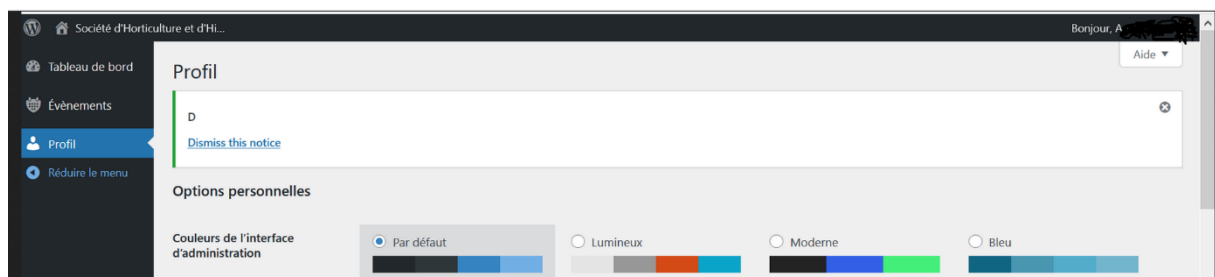 Société d'Horticulture et d'Hi...
Bonjour, A
Aide
Tableau de bord
Profil
Évènements
D
Dismiss this notice
Profil
Réduire le menu
Options personnelles
Couleurs de l'interface
d'administration
Par défaut
Lumineux
Moderne
Bleu